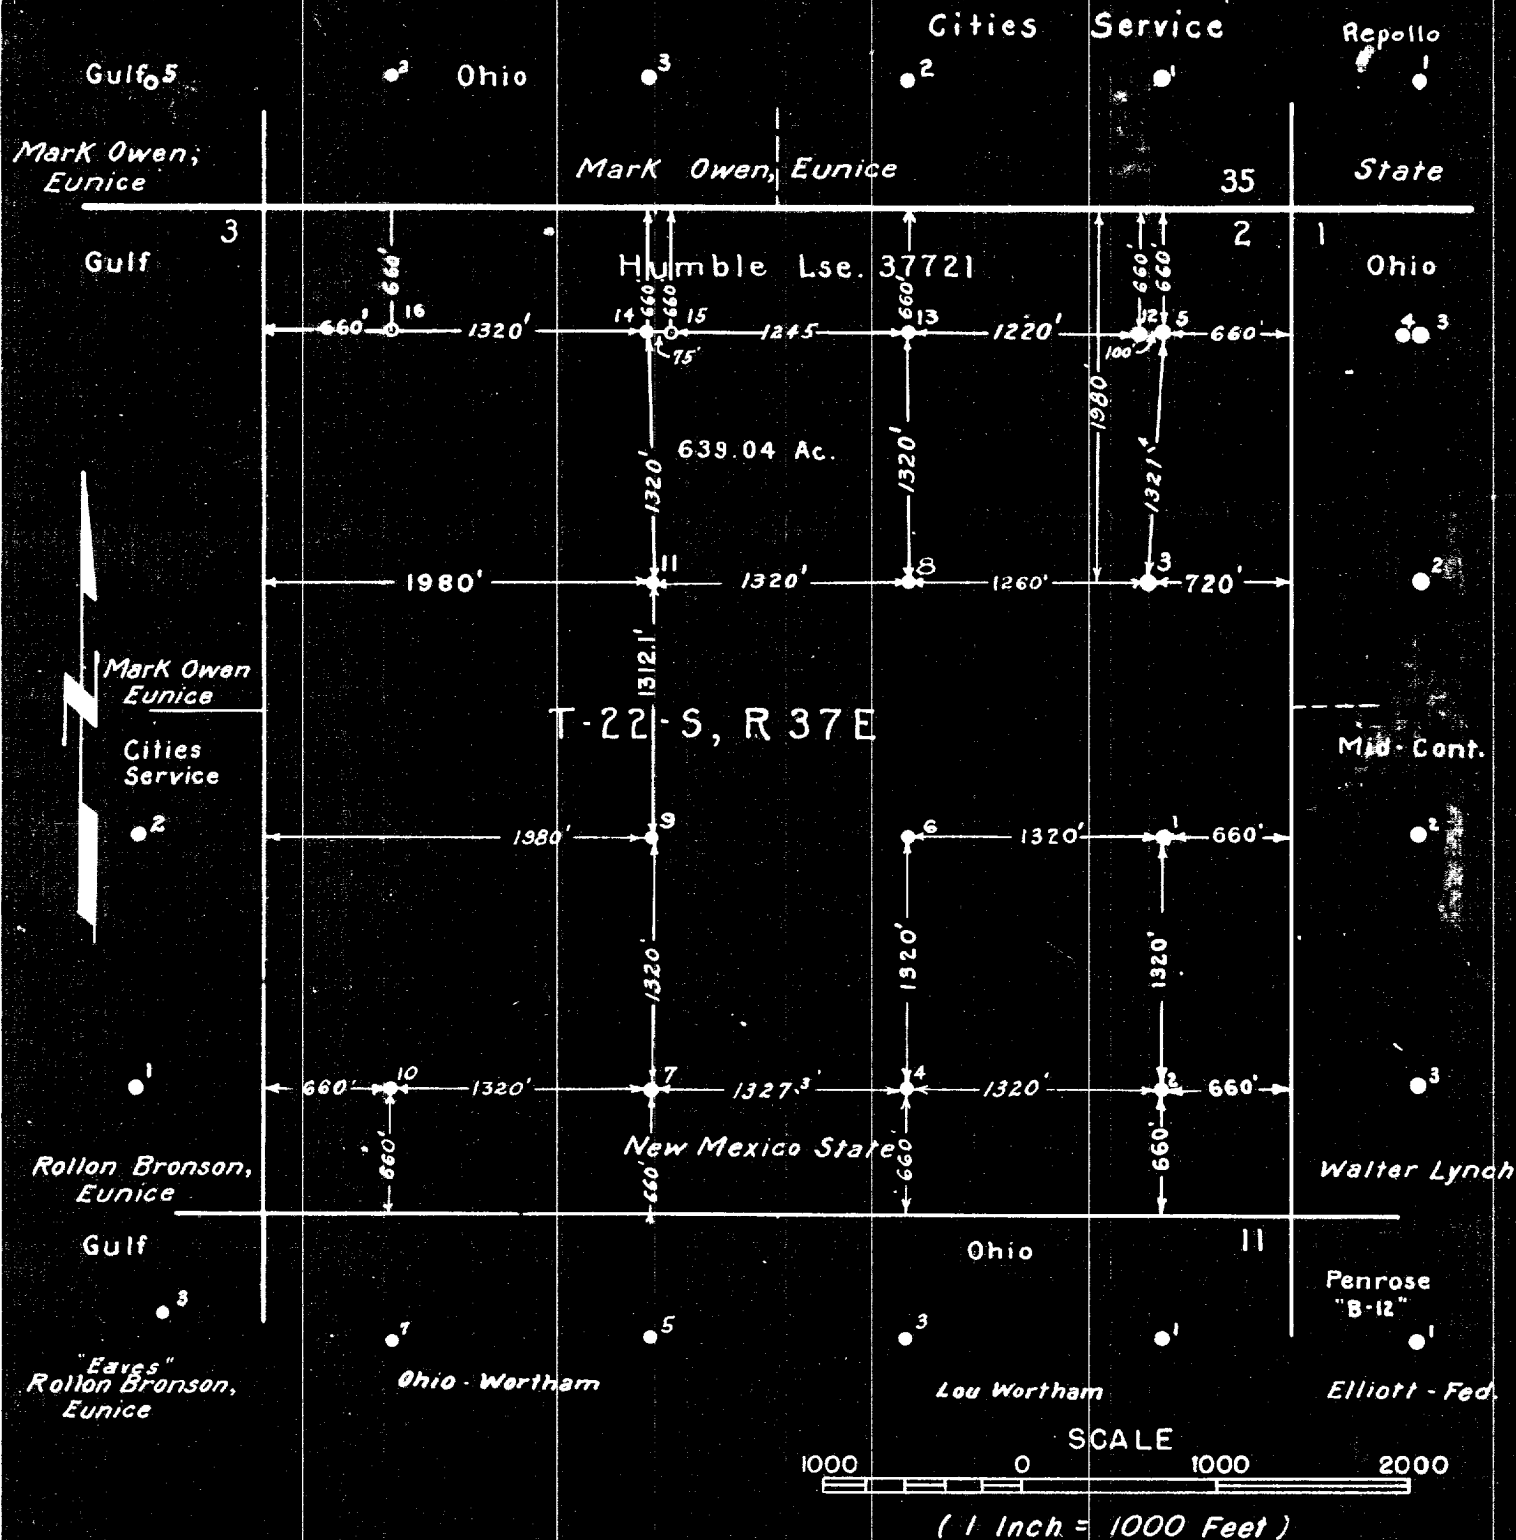 Cities Service
Repollo
Gulf 5
3
Ohio
3
2
1
1
Mark Owen,
Eunice
Mark Owen, Eunice
35
State
3
2
1
Gulf
Humble Lse. 37721
Ohio
660'
660'
660'
660'
660'
660'
660'
16
1320'
14
15
75'
1245
13
1220'
12
5
100'
660'
4
3
1980'
1320'
639.04 Ac.
1320'
1321.4
1980'
11
1320'
8
1260'
3
720'
2
Mark Owen
Eunice
1312.1'
T-22-S, R 37E
Cities
Service
Mid-Cont.
2
1980'
9
6
1320'
1
660'
2
1320'
1320'
1320'
1
660'
10
1320'
7
1327.3'
4
1320'
2
660'
3
660'
660'
660'
660'
New Mexico State
Rollon Bronson,
Eunice
Walter Lynch
Gulf
Ohio
11
Penrose
"B-12"
3
7
5
3
1
1
"Eaves"
Rollon Bronson,
Eunice
Ohio-Wortham
Lou Wortham
Elliott-Fed.
SCALE
1000 0 1000 2000
(1 Inch = 1000 Feet)